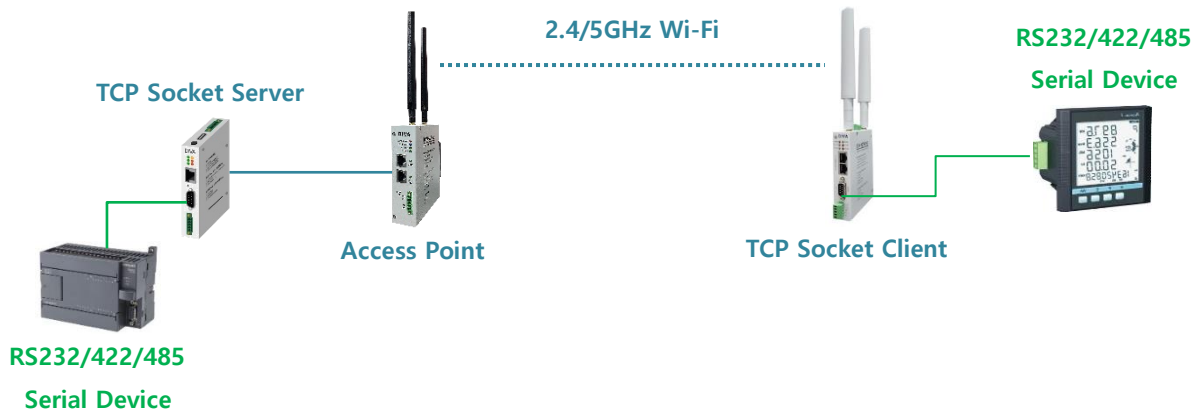 2.4/5GHz Wi-Fi
RS232/422/485
Serial Device
TCP Socket Server
DIVA
Access Point
TCP Socket Client
RS232/422/485
Serial Device